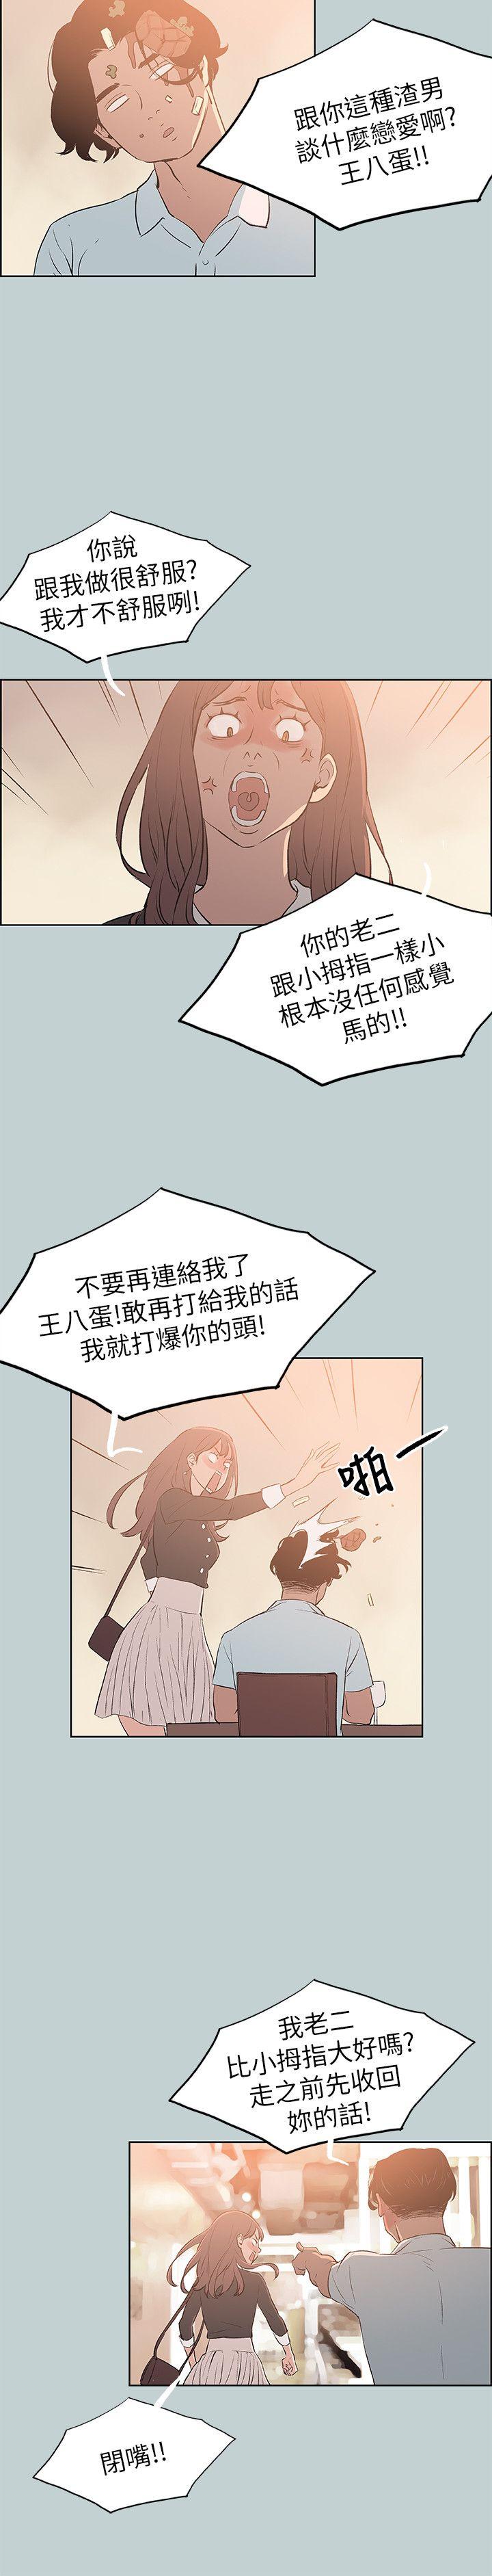 跟你這種渣男
談什麼戀愛啊?
王八蛋!!
你說
跟我做很舒服?
我才不舒服咧!
你的老二
跟小拇指一樣小
根本沒任何感覺
馬的!!
不要再連絡我了
王八蛋!敢再打給我的話
我就打爆你的頭!
啪一
我老二
比小拇指大好嗎?
走之前先收回
妳的話!
閉嘴!!